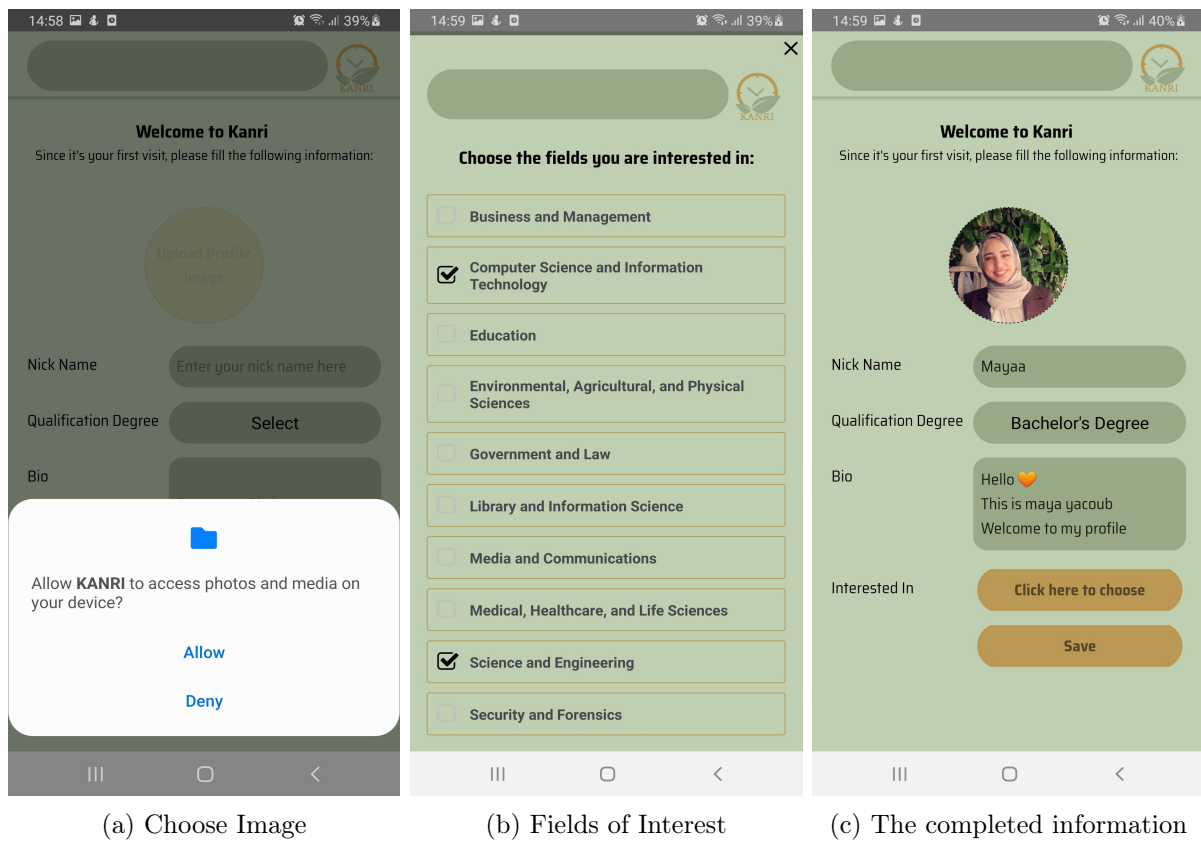 14:58
39%
KANRI
Welcome to Kanri
Since it's your first visit, please fill the following information:
Upload Profile
Image
Nick Name
Enter your nick name here
Qualification Degree
Select
Bio
Allow KANRI to access photos and media on
your device?
Allow
Deny
(a) Choose Image
14:59
39%
KANRI
Choose the fields you are interested in:
Business and Management
Computer Science and Information
Technology
Education
Environmental, Agricultural, and Physical
Sciences
Government and Law
Library and Information Science
Media and Communications
Medical, Healthcare, and Life Sciences
Science and Engineering
Security and Forensics
(b) Fields of Interest
14:59
40%
KANRI
Welcome to Kanri
Since it's your first visit, please fill the following information:
Nick Name
Mayaa
Qualification Degree
Bachelor's Degree
Bio
Hello 🧡
This is maya yacoub
Welcome to my profile
Interested In
Click here to choose
Save
(c) The completed information